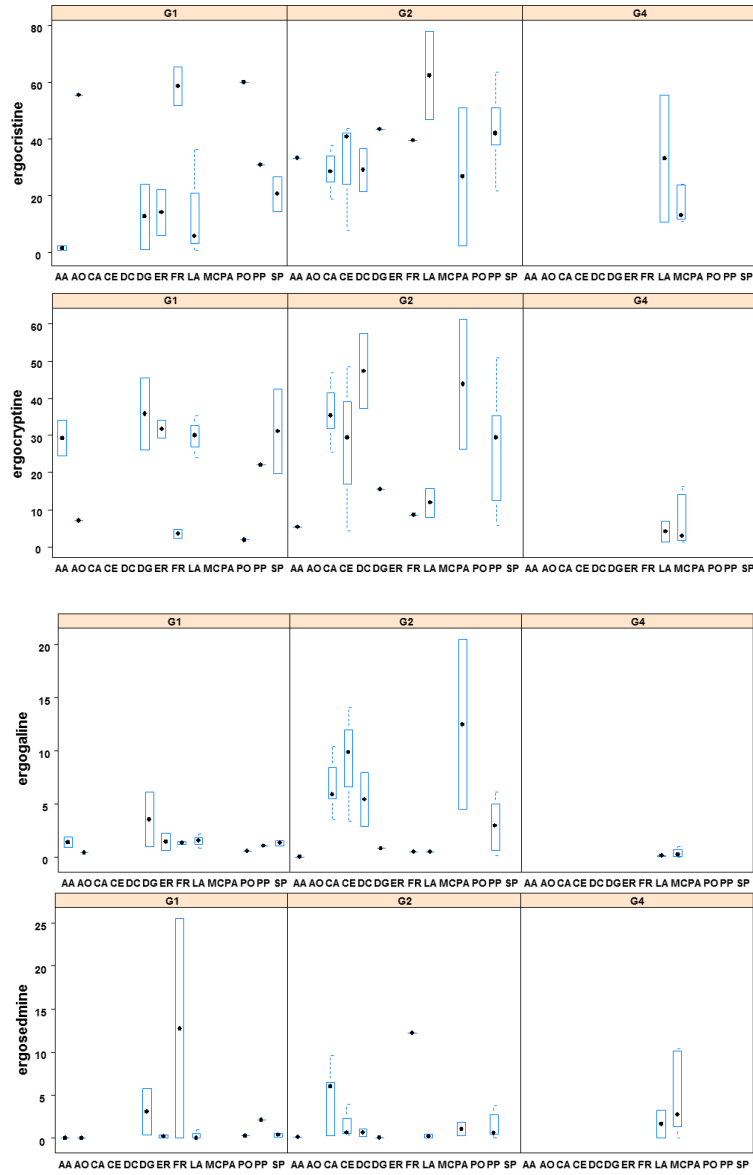 G1 G2 G4
ergocristine
80
60
40
20
0
AA AO CA CE DC DG ER FR LA MCPA PO PP SP AA AO CA CE DC DG ER FR LA MCPA PO PP SP AA AO CA CE DC DG ER FR LA MCPA PO PP SP
G1 G2 G4
ergocryptine
60
50
40
30
20
10
0
AA AO CA CE DC DG ER FR LA MCPA PO PP SP AA AO CA CE DC DG ER FR LA MCPA PO PP SP AA AO CA CE DC DG ER FR LA MCPA PO PP SP
G1 G2 G4
ergogaline
20
15
10
5
0
AA AO CA CE DC DG ER FR LA MCPA PO PP SP AA AO CA CE DC DG ER FR LA MCPA PO PP SP AA AO CA CE DC DG ER FR LA MCPA PO PP SP
G1 G2 G4
ergosedmine
25
20
15
10
5
0
AA AO CA CE DC DG ER FR LA MCPA PO PP SP AA AO CA CE DC DG ER FR LA MCPA PO PP SP AA AO CA CE DC DG ER FR LA MCPA PO PP SP